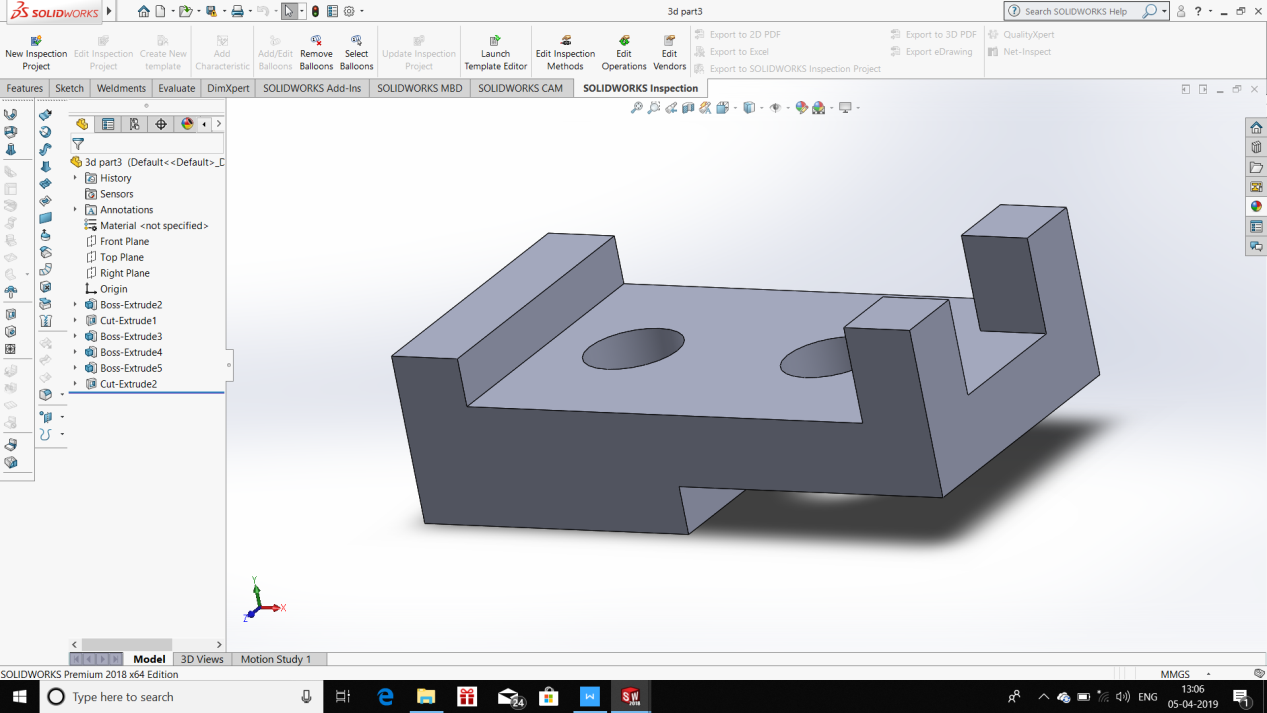 SOLIDWORKS
3d part3
Search SOLIDWORKS Help
?
New Inspection Project
Edit Inspection Project
Create New template
Add Characteristic
Add/Edit Balloons
Remove Balloons
Select Balloons
Update Inspection Project
Launch Template Editor
Edit Inspection Methods
Edit Operations
Edit Vendors
Export to 2D PDF
Export to Excel
Export to SOLIDWORKS Inspection Project
Export to 3D PDF
Export eDrawing
QualityXpert
Net-Inspect
Features Sketch Weldments Evaluate DimXpert SOLIDWORKS Add-Ins SOLIDWORKS MBD SOLIDWORKS CAM SOLIDWORKS Inspection
3d part3 (Default<<Default>_D
History
Sensors
A Annotations
Material <not specified>
Front Plane
Top Plane
Right Plane
Origin
Boss-Extrude2
Cut-Extrude1
Boss-Extrude3
Boss-Extrude4
Boss-Extrude5
Cut-Extrude2
Y
X
Z
Model 3D Views Motion Study 1
SOLIDWORKS Premium 2018 x64 Edition
MMGS
Type here to search
24
W
SW
2018
ENG
13:06
05-04-2019
1